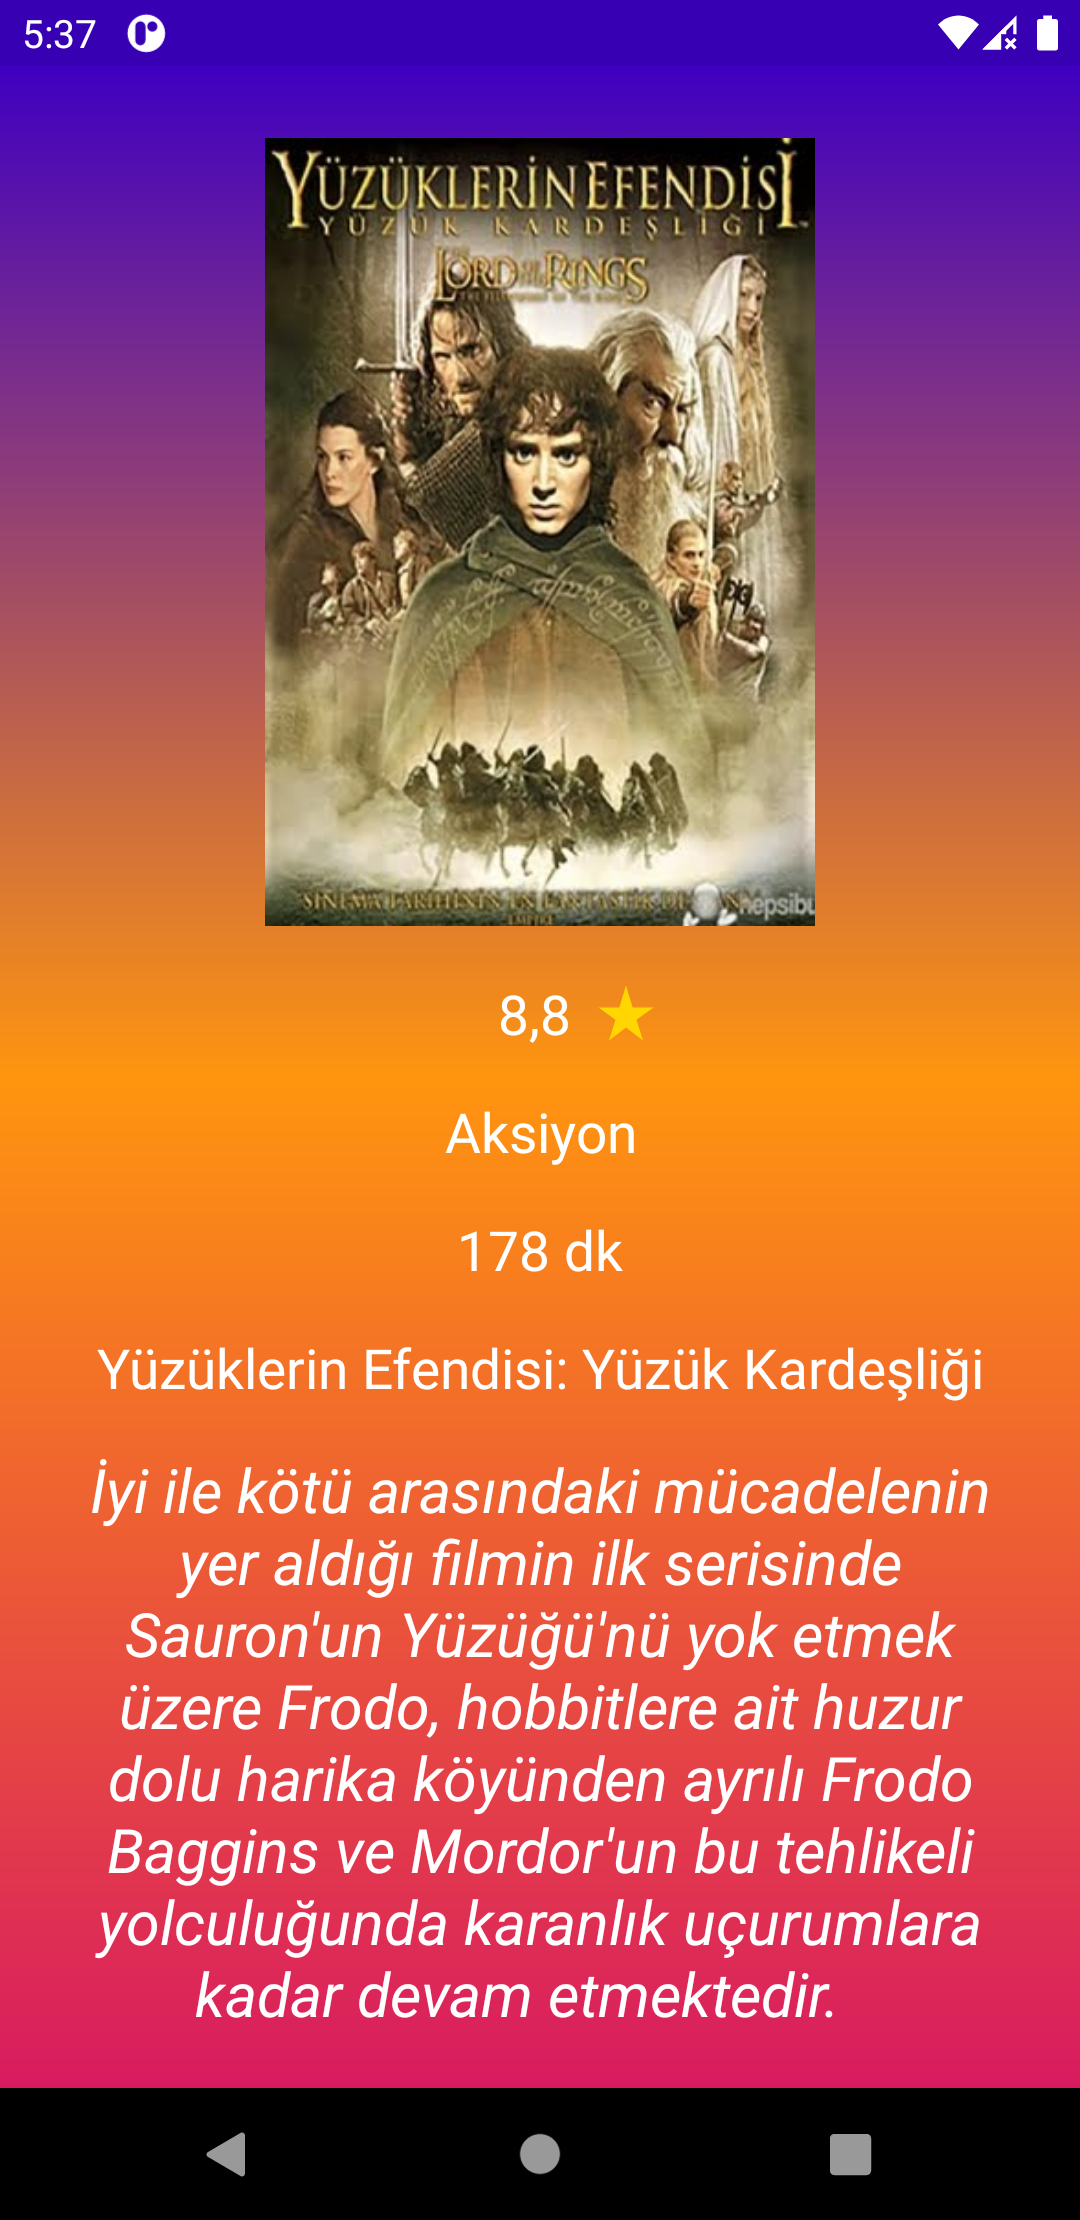 5:37
YÜZÜKLERİN EFENDİSİ
YÜZÜK KARDEŞLİĞİ
LORD OF THE RINGS
hepsibu
8,8
Aksiyon
178 dk
Yüzüklerin Efendisi: Yüzük Kardeşliği
İyi ile kötü arasındaki mücadelenin
yer aldığı filmin ilk serisinde
Sauron'un Yüzüğü'nü yok etmek
üzere Frodo, hobbitlere ait huzur
dolu harika köyünden ayrılı Frodo
Baggins ve Mordor'un bu tehlikeli
yolculuğunda karanlık uçurumlara
kadar devam etmektedir.